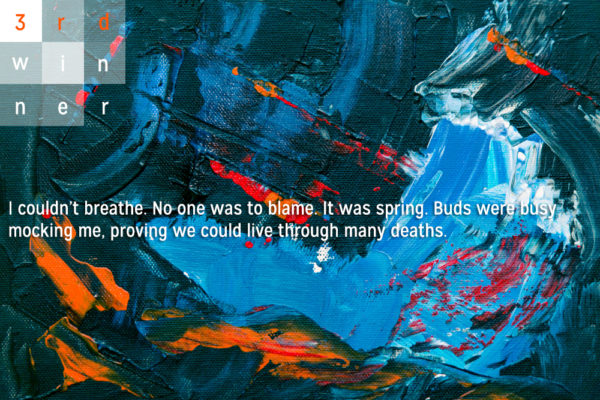 3rd
win
ner
I couldn't breathe. No one was to blame. It was spring. Buds were busy
mocking me, proving we could live through many deaths.